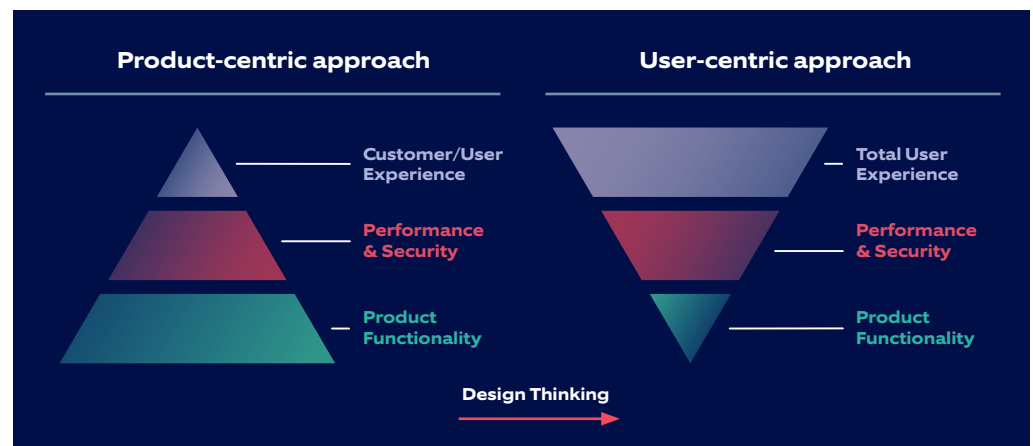 Product-centric approach
User-centric approach
Customer/User
Experience
Performance
& Security
Product
Functionality
Total User
Experience
Performance
& Security
Product
Functionality
Design Thinking